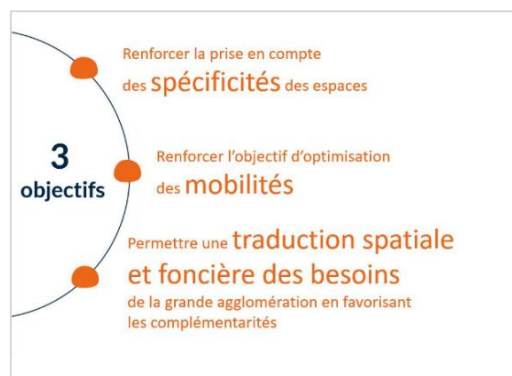 3
objectifs
Renforcer la prise en compte
des spécificités des espaces
Renforcer l'objectif d'optimisation
des mobilités
Permettre une traduction spatiale
et foncière des besoins
de la grande agglomération en favorisant
les complémentarités